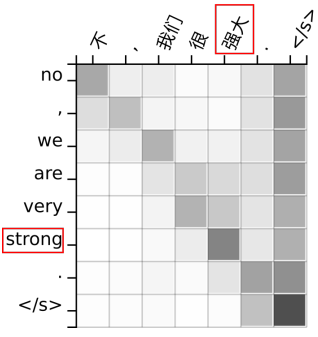 不 , 我们 很 强大 . </s>
no
,
we
are
very
strong
.
</s>